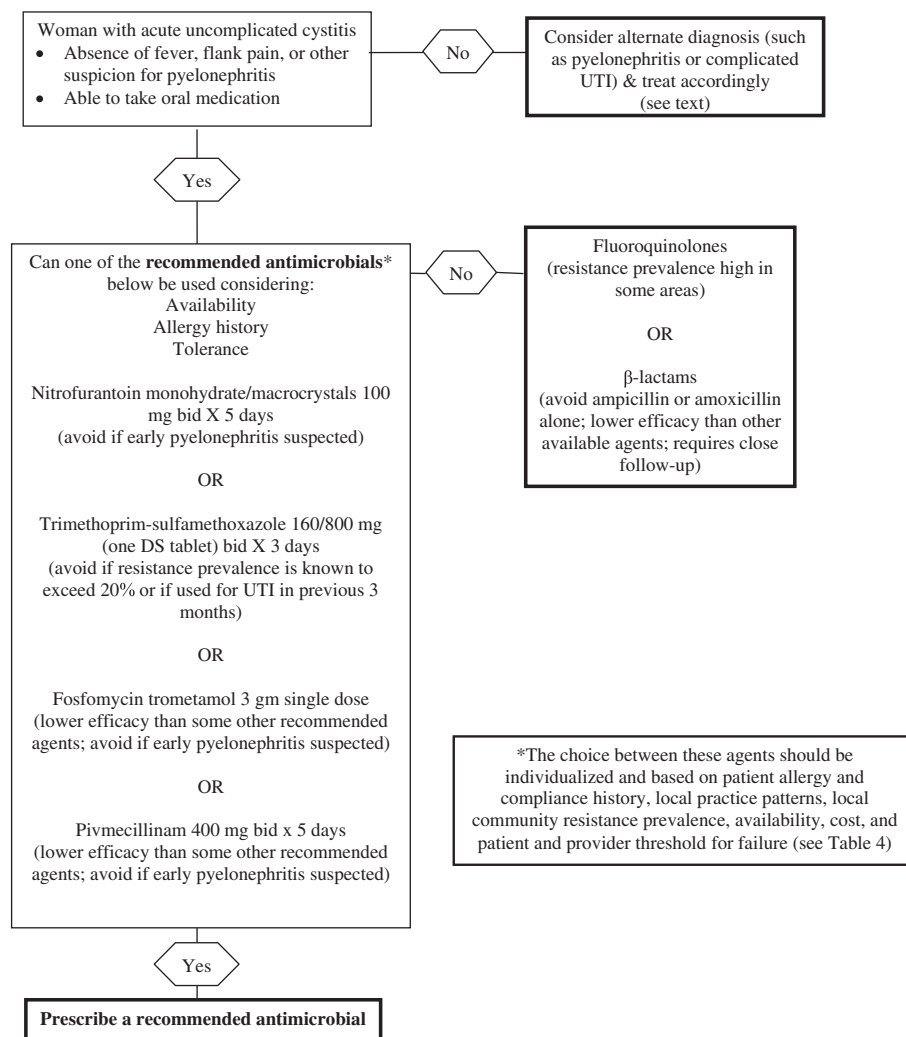 Woman with acute uncomplicated cystitis
• Absence of fever, flank pain, or other
suspicion for pyelonephritis
• Able to take oral medication
No
Consider alternate diagnosis (such
as pyelonephritis or complicated
UTI) & treat accordingly
(see text)
Yes
Can one of the recommended antimicrobials*
below be used considering:
Availability
Allergy history
Tolerance
Nitrofurantoin monohydrate/macrocrystals 100
mg bid X 5 days
(avoid if early pyelonephritis suspected)
OR
Trimethoprim-sulfamethoxazole 160/800 mg
(one DS tablet) bid X 3 days
(avoid if resistance prevalence is known to
exceed 20% or if used for UTI in previous 3
months)
OR
Fosfomycin trometamol 3 gm single dose
(lower efficacy than some other recommended
agents; avoid if early pyelonephritis suspected)
OR
Pivmecillinam 400 mg bid x 5 days
(lower efficacy than some other recommended
agents; avoid if early pyelonephritis suspected)
No
Fluoroquinolones
(resistance prevalence high in
some areas)
OR
β-lactams
(avoid ampicillin or amoxicillin
alone; lower efficacy than other
available agents; requires close
follow-up)
*The choice between these agents should be
individualized and based on patient allergy and
compliance history, local practice patterns, local
community resistance prevalence, availability, cost, and
patient and provider threshold for failure (see Table 4)
Yes
Prescribe a recommended antimicrobial